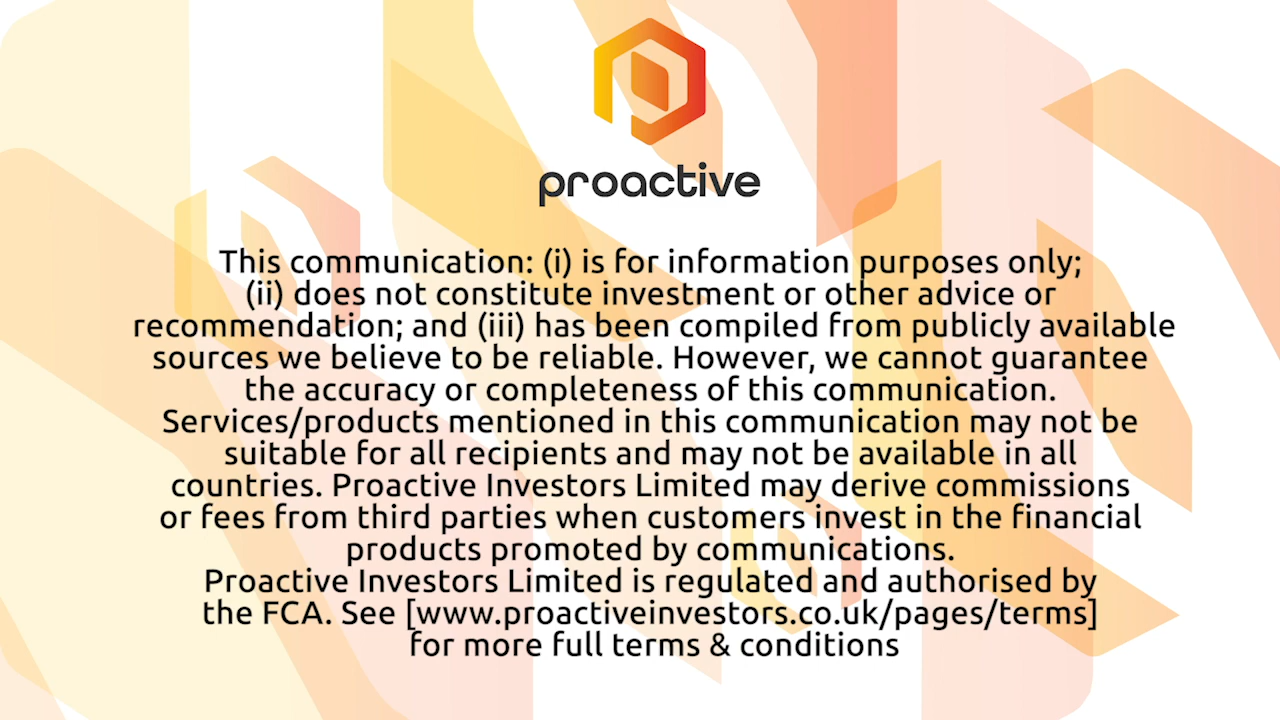 proactive
This communication: (i) is for information purposes only;
(ii) does not constitute investment or other advice or
recommendation; and (iii) has been compiled from publicly available
sources we believe to be reliable. However, we cannot guarantee
the accuracy or completeness of this communication.
Services/products mentioned in this communication may not be
suitable for all recipients and may not be available in all
countries. Proactive Investors Limited may derive commissions
or fees from third parties when customers invest in the financial
products promoted by communications.
Proactive Investors Limited is regulated and authorised by
the FCA. See [www.proactiveinvestors.co.uk/pages/terms]
for more full terms & conditions